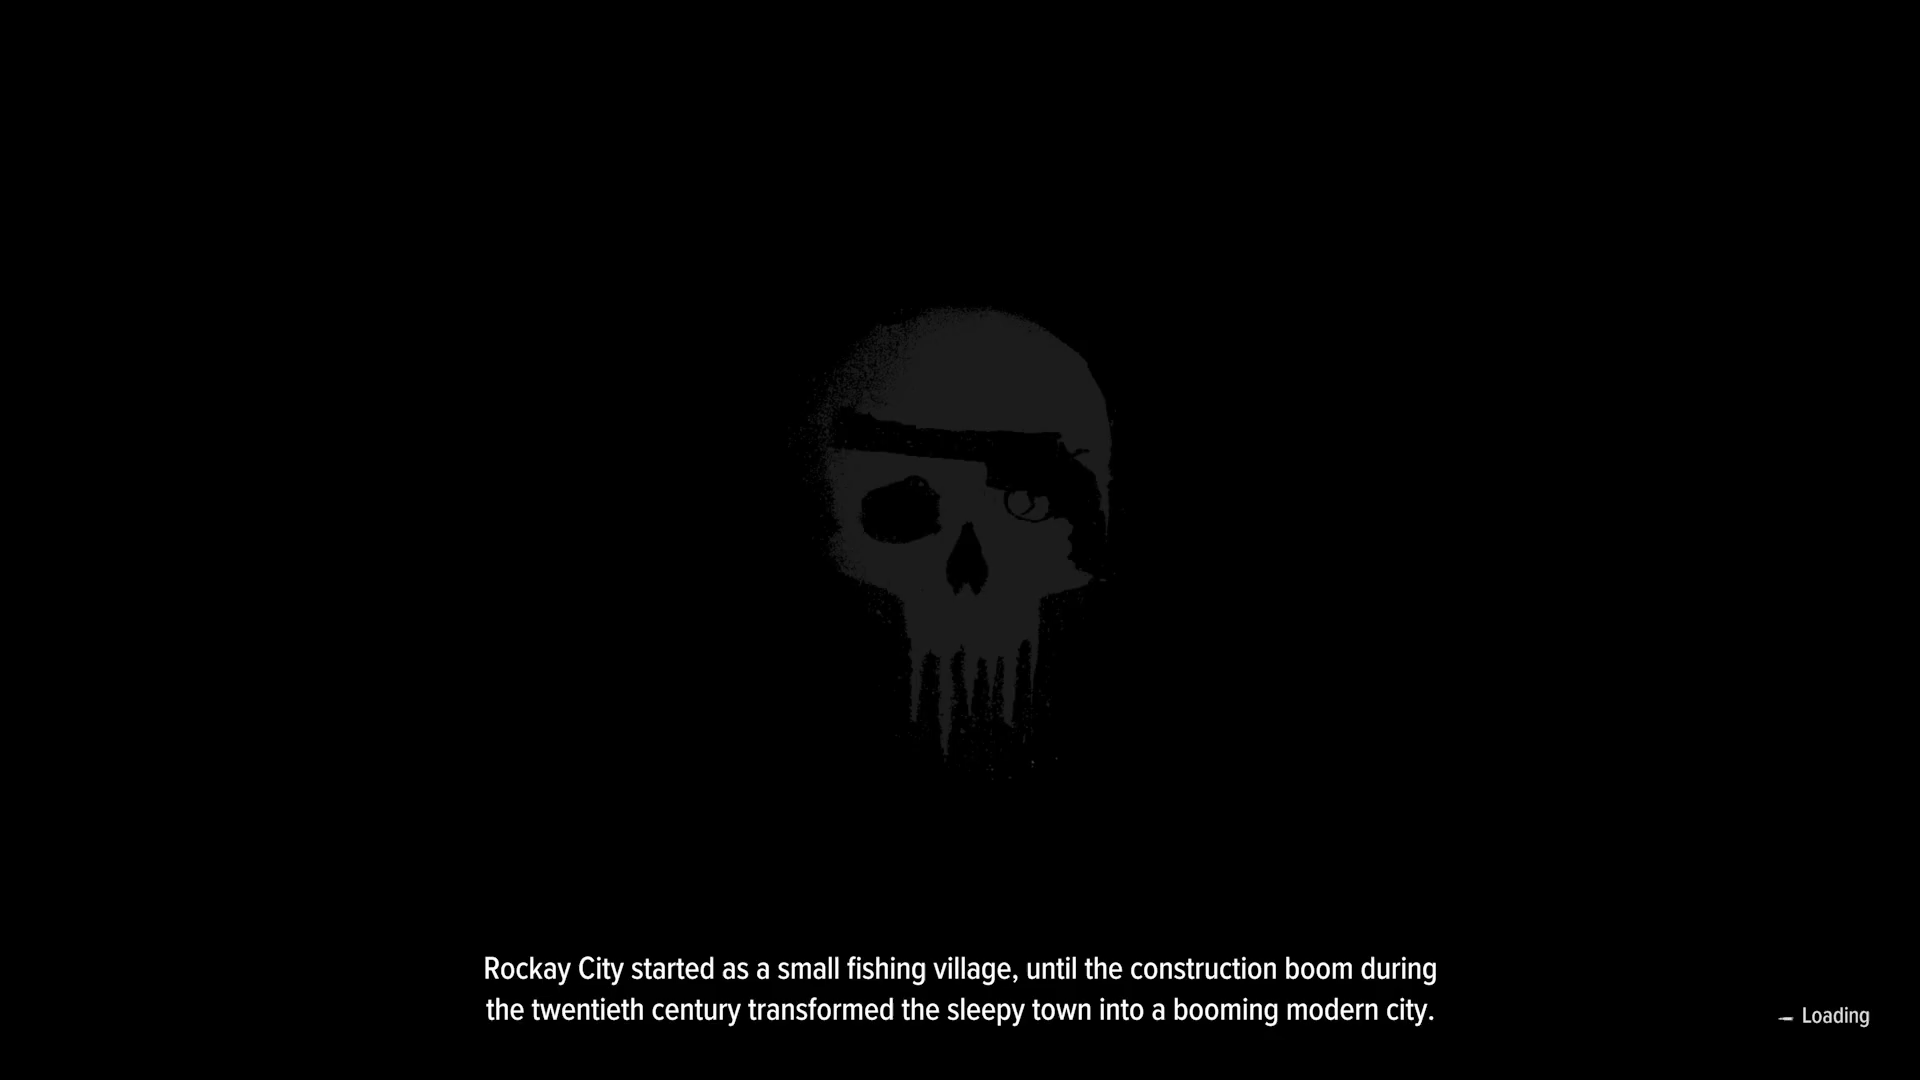 Rockay City started as a small fishing village, until the construction boom during
the twentieth century transformed the sleepy town into a booming modern city.
Loading